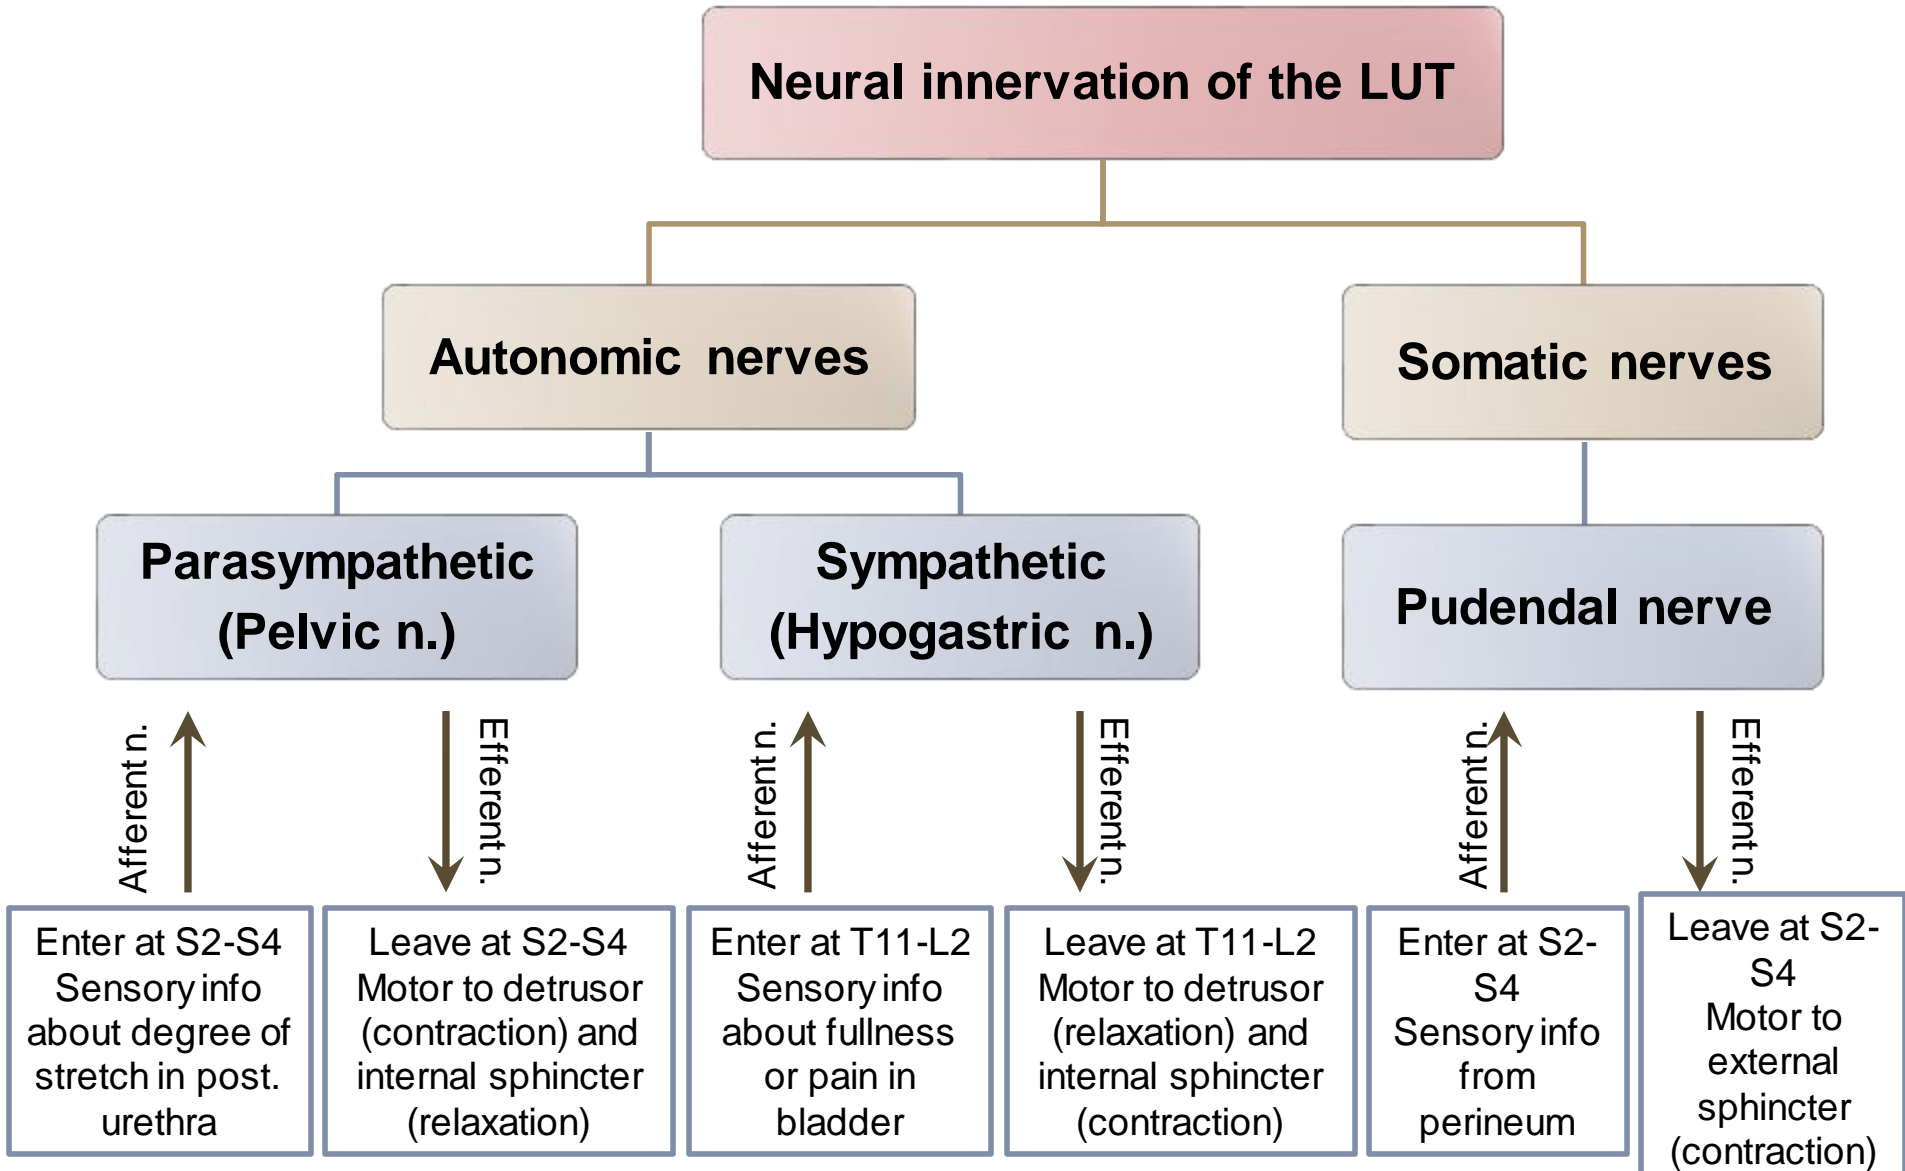 Neural innervation of the LUT
Autonomic nerves
Somatic nerves
Parasympathetic
(Pelvic n.)
Sympathetic
(Hypogastric n.)
Pudendal nerve
Afferent n.
Efferent n.
Afferent n.
Efferent n.
Afferent n.
Efferent n.
Enter at S2-S4
Sensory info
about degree of
stretch in post.
urethra
Leave at S2-S4
Motor to detrusor
(contraction) and
internal sphincter
(relaxation)
Enter at T11-L2
Sensory info
about fullness
or pain in
bladder
Leave at T11-L2
Motor to detrusor
(relaxation) and
internal sphincter
(contraction)
Enter at S2-
S4
Sensory info
from
perineum
Leave at S2-
S4
Motor to
external
sphincter
(contraction)